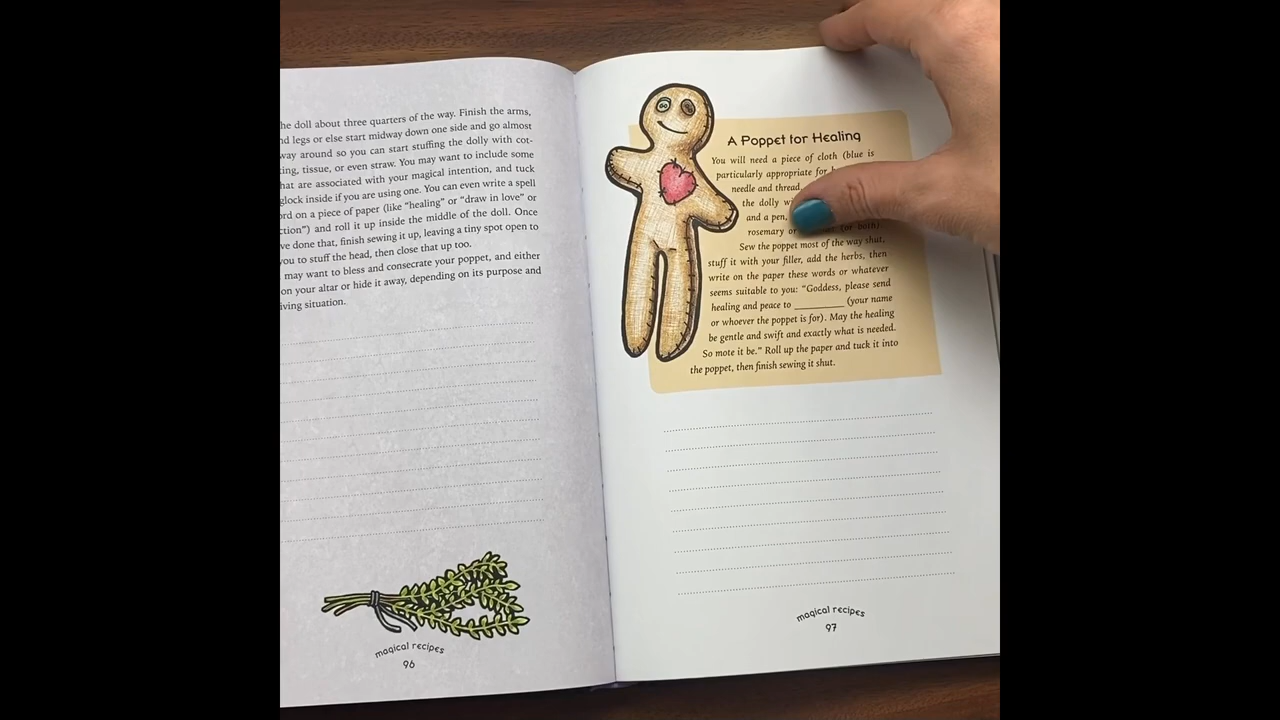 he doll about three quarters of the way. Finish the arms,
nd legs or else start midway down one side and go almost
way around so you can start stuffing the dolly with cot-
ting, tissue, or even straw. You may want to include some
hat are associated with your magical intention, and tuck
glock inside if you are using one. You can even write a spell
ord on a piece of paper (like “healing” or “draw in love” or
ction”) and roll it up inside the middle of the doll. Once
ve done that, finish sewing it up, leaving a tiny spot open to
you to stuff the head, then close that up too.
may want to bless and consecrate your poppet, and either
on your altar or hide it away, depending on its purpose and
iving situation.
magical recipes
96
A Poppet for Healing
You will need a piece of cloth (blue is
particularly appropriate for
needle and thread,
the dolly
and a pen,
rosemary or (or both)
Sew the poppet most of the way shut,
stuff it with your filler, add the herbs, then
write on the paper these words or whatever
seems suitable to you: “Goddess, please send
healing and peace to __________ (your name
or whoever the poppet is for). May the healing
be gentle and swift and exactly what is needed.
So mote it be.” Roll up the paper and tuck it into
the poppet, then finish sewing it shut.
magical recipes
97